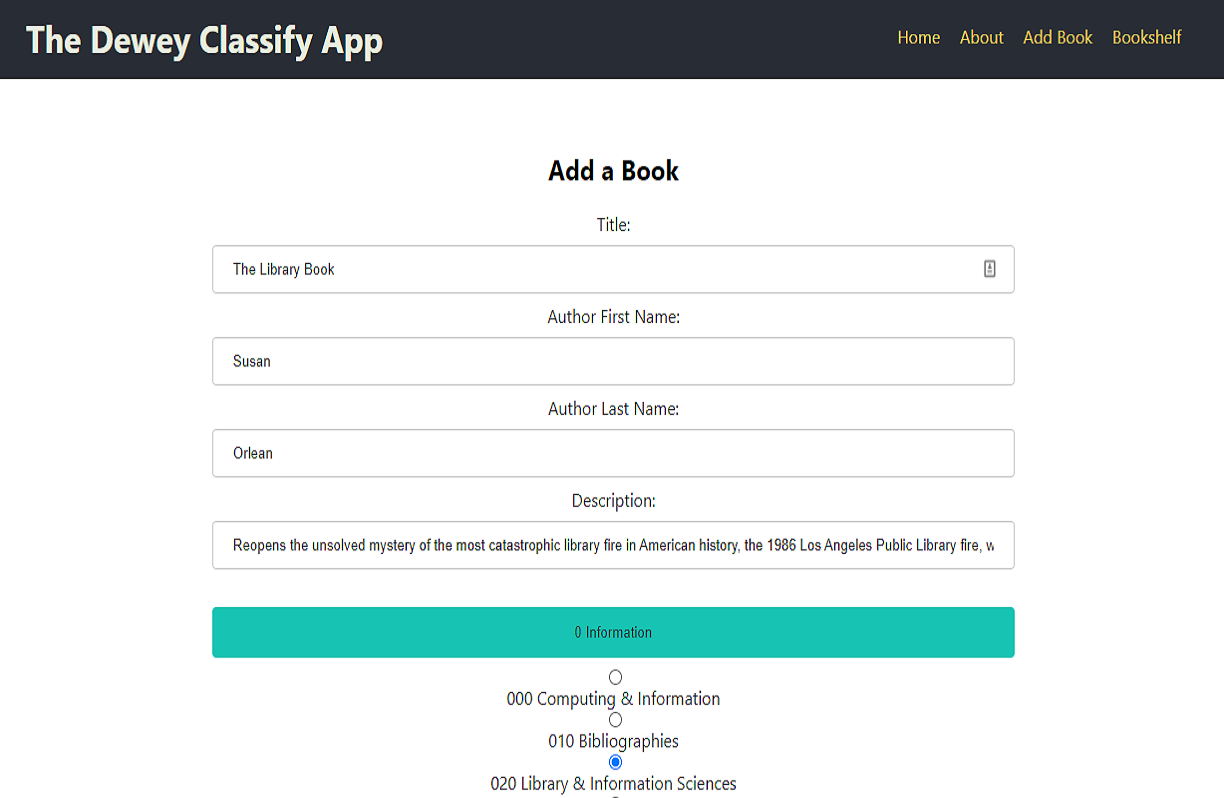 The Dewey Classify App
Home About Add Book Bookshelf
Add a Book
Title:
The Library Book
Author First Name:
Susan
Author Last Name:
Orlean
Description:
Reopens the unsolved mystery of the most catastrophic library fire in American history, the 1986 Los Angeles Public Library fire, w
0 Information
000 Computing & Information
010 Bibliographies
020 Library & Information Sciences